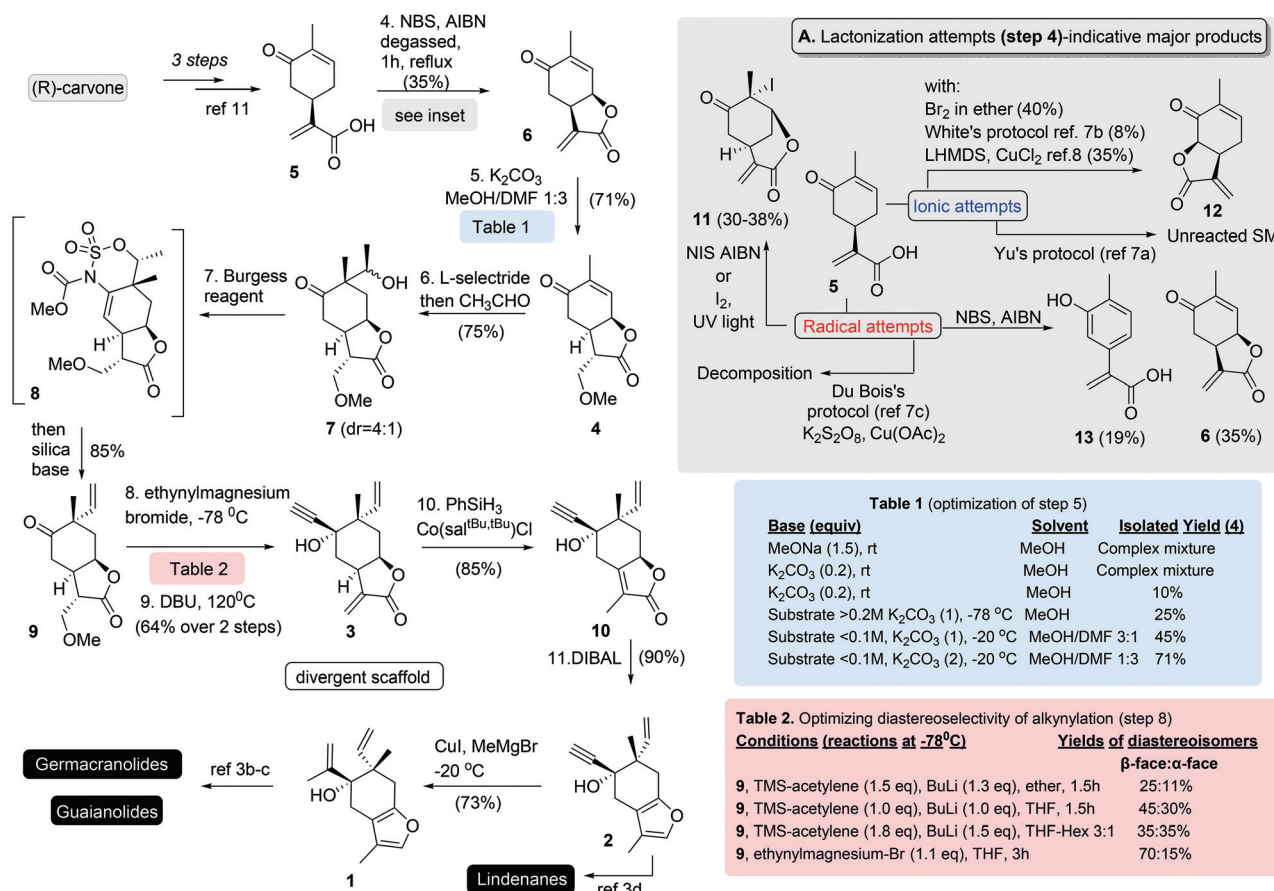 (R)-carvone
3 steps
ref 11
5
4. NBS, AIBN
degassed,
1h, reflux
(35%)
see inset
6
5. K2CO3
MeOH/DMF 1:3
(71%)
Table 1
4
6. L-selectride
then CH3CHO
(75%)
7 (dr=4:1)
7. Burgess
reagent
8
then
silica
base
85%
9
8. ethynylmagnesium
bromide, -78 ⁰C
Table 2
9. DBU, 120⁰C
(64% over 2 steps)
3
divergent scaffold
10. PhSiH3
Co(sal^tBu,tBu)Cl
(85%)
10
11.DIBAL
(90%)
2
CuI, MeMgBr
-20 ⁰C
(73%)
1
ref 3b-c
Germacranolides
Guaianolides
ref 3d
Lindenanes
A. Lactonization attempts (step 4)-indicative major products
with:
Br2 in ether (40%)
White's protocol ref. 7b (8%)
LHMDS, CuCl2 ref.8 (35%)
12
Ionic attempts
Yu's protocol (ref 7a)
Unreacted SM
11 (30-38%)
NIS AIBN
or
I2,
UV light
5
Radical attempts
NBS, AIBN
Decomposition
Du Bois's
protocol (ref 7c)
K2S2O8, Cu(OAc)2
13 (19%)
6 (35%)
Table 1 (optimization of step 5)
Base (equiv) Solvent Isolated Yield (4)
MeONa (1.5), rt MeOH Complex mixture
K2CO3 (0.2), rt MeOH Complex mixture
K2CO3 (0.2), rt MeOH 10%
Substrate >0.2M K2CO3 (1), -78 ⁰C MeOH 25%
Substrate <0.1M, K2CO3 (1), -20 ⁰C MeOH/DMF 3:1 45%
Substrate <0.1M, K2CO3 (2), -20 ⁰C MeOH/DMF 1:3 71%
Table 2. Optimizing diastereoselectivity of alkynylation (step 8)
Conditions (reactions at -78⁰C) Yields of diastereoisomers
β-face:α-face
9, TMS-acetylene (1.5 eq), BuLi (1.3 eq), ether, 1.5h 25:11%
9, TMS-acetylene (1.0 eq), BuLi (1.0 eq), THF, 1.5h 45:30%
9, TMS-acetylene (1.8 eq), BuLi (1.5 eq), THF-Hex 3:1 35:35%
9, ethynylmagnesium-Br (1.1 eq), THF, 3h 70:15%